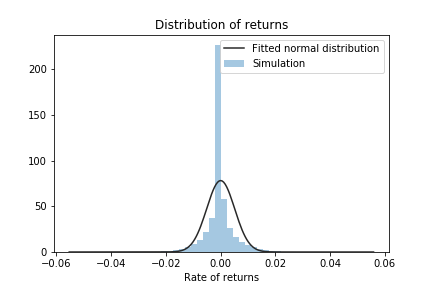 Distribution of returns
Fitted normal distribution
Simulation
200
150
100
50
0
−0.06 −0.04 −0.02 0.00 0.02 0.04 0.06
Rate of returns